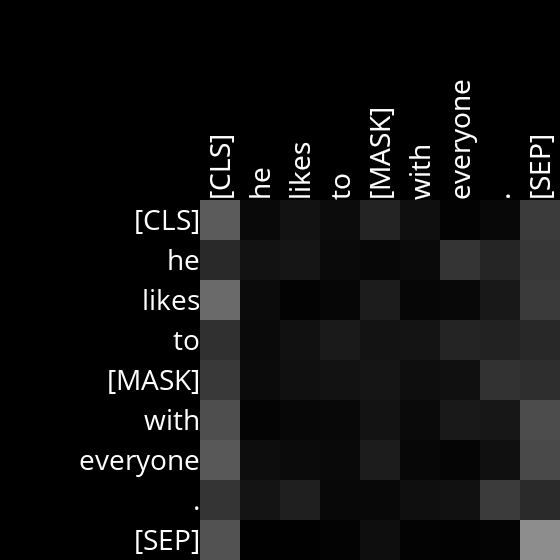 [CLS] he likes to [MASK] with everyone . [SEP]
[CLS]
he
likes
to
[MASK]
with
everyone
.
[SEP]